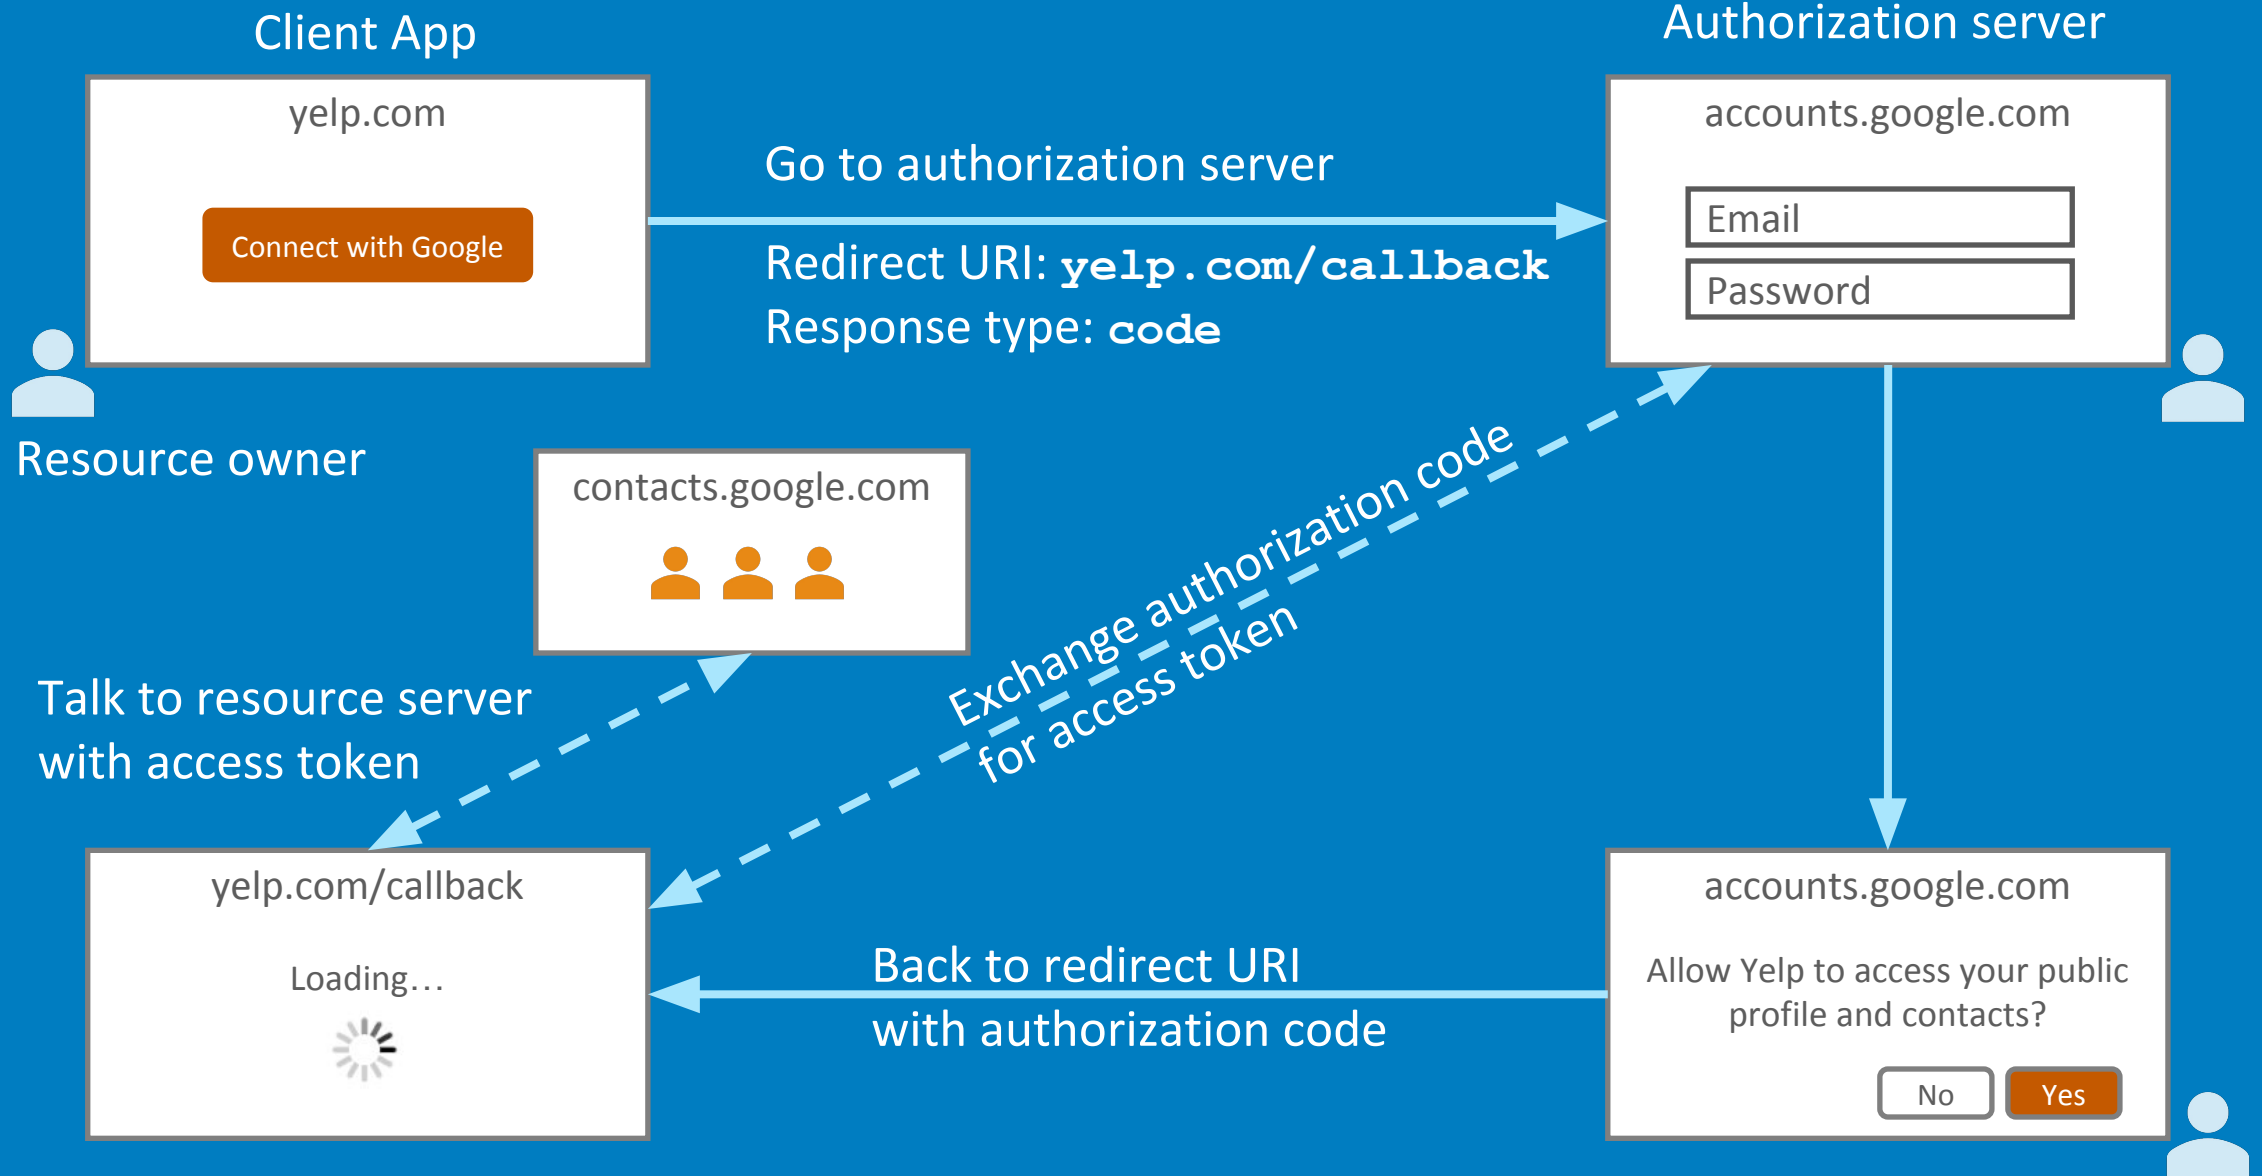 Client App
Authorization server
yelp.com
Connect with Google
Go to authorization server
Redirect URI: yelp.com/callback
Response type: code
accounts.google.com
Email
Password
Resource owner
contacts.google.com
Exchange authorization code
for access token
Talk to resource server
with access token
yelp.com/callback
Loading...
Back to redirect URI
with authorization code
accounts.google.com
Allow Yelp to access your public
profile and contacts?
No
Yes